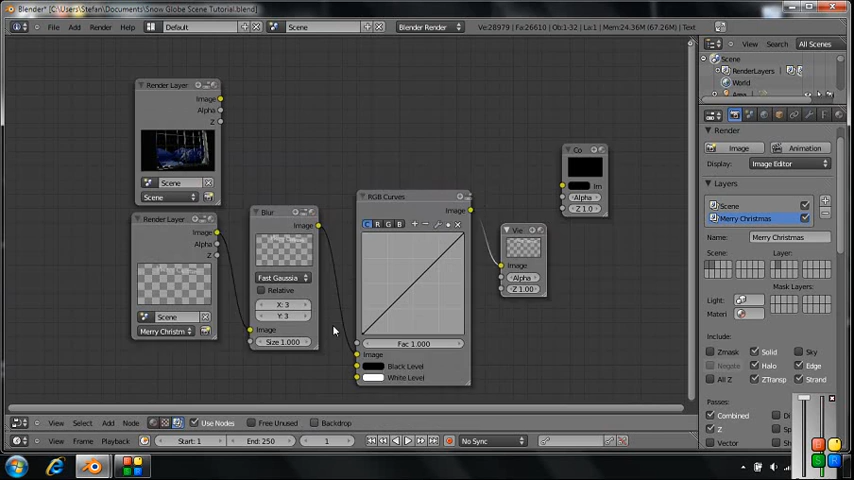 Blender* [C:\Users\Stefan\Documents\Snow Globe Scene Tutorial.blend]
File Add Render Help Default Scene Blender Render Ve:28979 | Fa:26610 | Ob:1-32 | La:1 | Mem:24.36M (67.26M) | Text
View Search All Scenes
Scene
RenderLayers
World
Render
Image Animation
Display: Image Editor
Layers
Scene
Merry Christmas
Name: Merry Christmas
Scene: Layer:
Mask Layers:
Light:
Materi
Include:
Zmask Solid Sky
Negate Halo Edge
All Z ZTransp Strand
Passes:
Combined
Z
Vector
Render Layer
Image
Alpha
Z
Scene
Scene
Render Layer
Image
Alpha
Z
Scene
Merry Christm
Blur
Image
Fast Gaussia
Relative
X: 3
Y: 3
Image
Size 1.000
RGB Curves
Image
C R G B
Fac 1.000
Image
Black Level
White Level
Vie
Image
Alpha
Z 1.00
Co
Im
Alpha
Z 1.0
View Select Add Node Use Nodes Free Unused Backdrop
View Frame Playback Start: 1 End: 250 1 No Sync